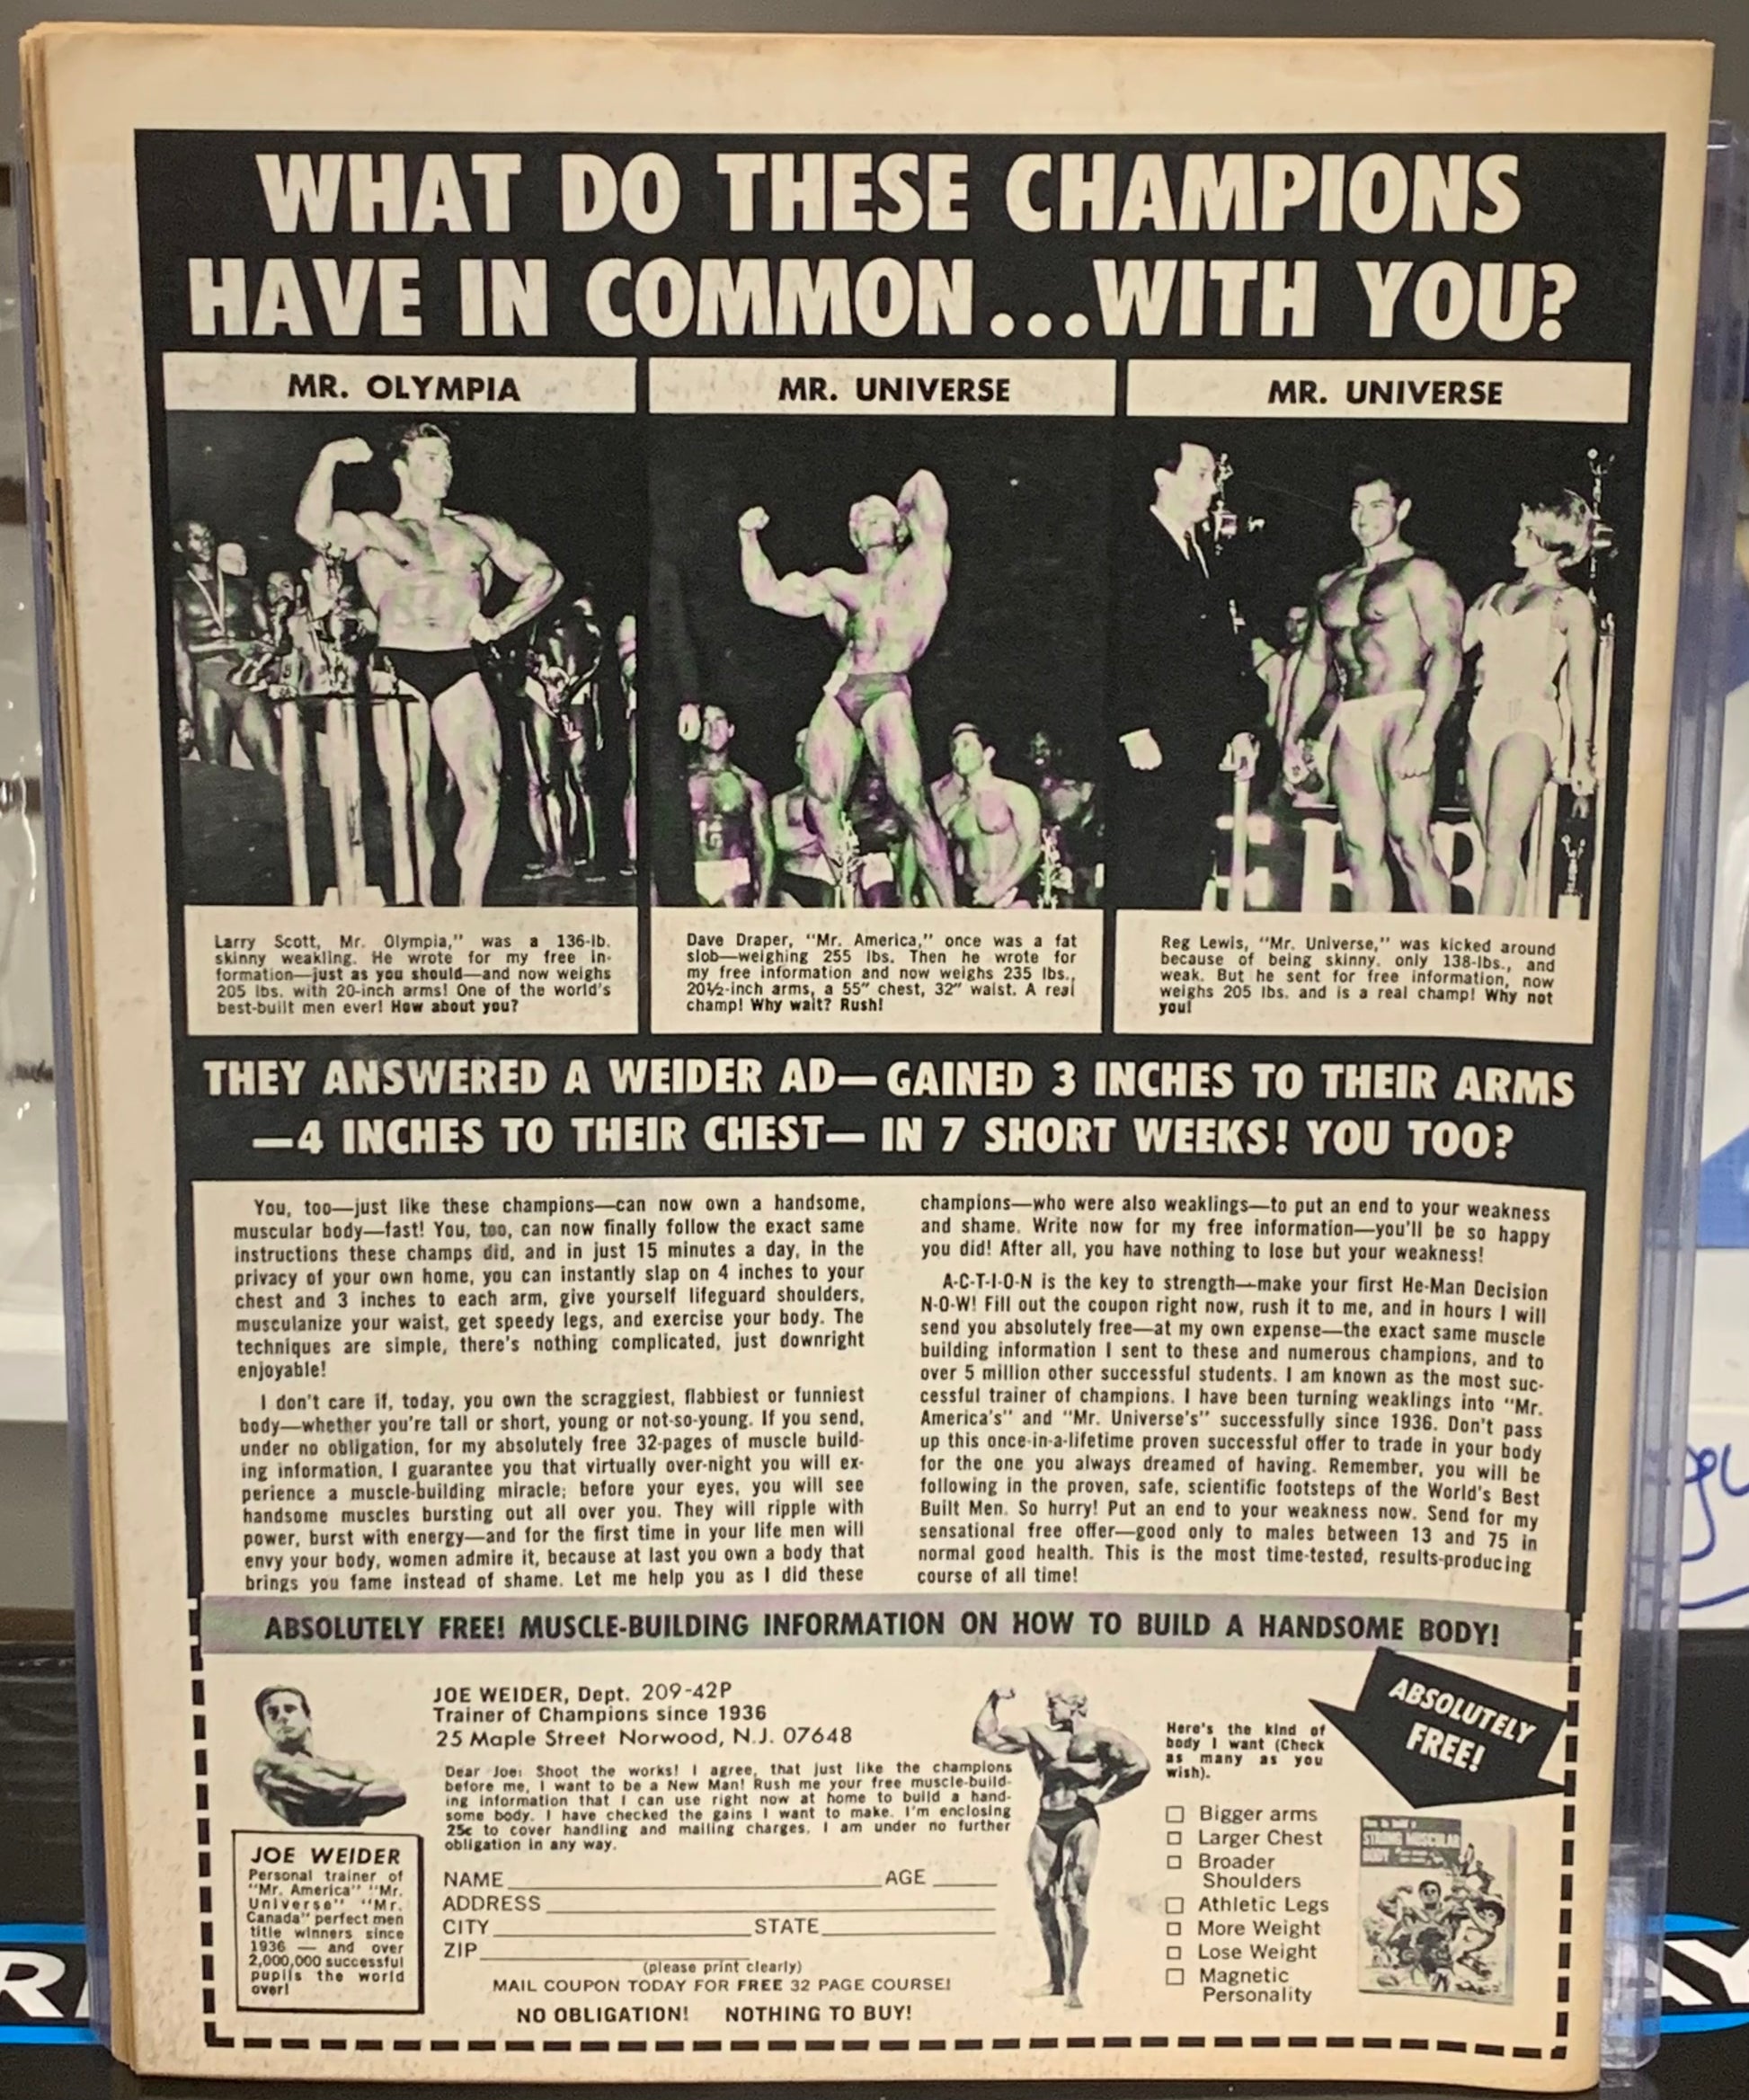 WHAT DO THESE CHAMPIONS
HAVE IN COMMON...WITH YOU?
MR. OLYMPIA
MR. UNIVERSE
MR. UNIVERSE
Larry Scott, Mr. Olympia," was a 136-lb.
skinny weakling. He wrote for my free in-
formation—just as you should—and now weighs
205 lbs. with 20-inch arms! One of the world's
best-built men ever! How about you?
Dave Draper, "Mr. America," once was a fat
slob—weighing 255 lbs. Then he wrote for
my free information and now weighs 235 lbs.,
20½-inch arms, a 55" chest, 32" waist. A real
champ! Why wait? Rush!
Reg Lewis, "Mr. Universe," was kicked around
because of being skinny, only 138-lbs., and
weak. But he sent for free information, now
weighs 205 lbs. and is a real champ! Why not
you!
THEY ANSWERED A WEIDER AD—GAINED 3 INCHES TO THEIR ARMS
—4 INCHES TO THEIR CHEST—IN 7 SHORT WEEKS! YOU TOO?
You, too—just like these champions—can now own a handsome,
muscular body—fast! You, too, can now finally follow the exact same
instructions these champs did, and in just 15 minutes a day, in the
privacy of your own home, you can instantly slap on 4 inches to your
chest and 3 inches to each arm, give yourself lifeguard shoulders,
muscularize your waist, get speedy legs, and exercise your body. The
techniques are simple, there's nothing complicated, just downright
enjoyable!
I don't care if, today, you own the scraggiest, flabbiest or funniest
body—whether you're tall or short, young or not-so-young. If you send,
under no obligation, for my absolutely free 32-pages of muscle build-
ing information, I guarantee you that virtually over-night you will ex-
perience a muscle-building miracle; before your eyes, you will see
handsome muscles bursting out all over you. They will ripple with
power, burst with energy—and for the first time in your life men will
envy your body, women admire it, because at last you own a body that
brings you fame instead of shame. Let me help you as I did these
champions—who were also weaklings—to put an end to your weakness
and shame. Write now for my free information—you'll be so happy
you did! After all, you have nothing to lose but your weakness!
A-C-T-I-O-N is the key to strength—make your first He-Man Decision
N-O-W! Fill out the coupon right now, rush it to me, and in hours I will
send you absolutely free—at my own expense—the exact same muscle
building information I sent to these and numerous champions, and to
over 5 million other successful students. I am known as the most suc-
cessful trainer of champions. I have been turning weaklings into "Mr.
America's" and "Mr. Universe's" successfully since 1936. Don't pass
up this once-in-a-lifetime proven successful offer to trade in your body
for the one you always dreamed of having. Remember, you will be
following in the proven, safe, scientific footsteps of the World's Best
Built Men. So hurry! Put an end to your weakness now. Send for my
sensational free offer—good only to males between 13 and 75 in
normal good health. This is the most time-tested, results-producing
course of all time!
ABSOLUTELY FREE! MUSCLE-BUILDING INFORMATION ON HOW TO BUILD A HANDSOME BODY!
JOE WEIDER
Personal trainer of
"Mr. America" "Mr.
Universe" "Mr.
Canada" perfect men
title winners since
1936 — and over
2,000,000 successful
pupils the world
over!
JOE WEIDER, Dept. 209-42P
Trainer of Champions since 1936
25 Maple Street Norwood, N.J. 07648
Dear Joe: Shoot the works! I agree, that just like the champions
before me, I want to be a New Man! Rush me your free muscle-build-
ing information that I can use right now at home to build a hand-
some body. I have checked the gains I want to make. I'm enclosing
25c to cover handling and mailing charges. I am under no further
obligation in any way.
NAME AGE
ADDRESS
CITY STATE
ZIP
(please print clearly)
MAIL COUPON TODAY FOR FREE 32 PAGE COURSE!
NO OBLIGATION! NOTHING TO BUY!
Here's the kind of
body I want (Check
as many as you
wish).
Bigger arms
Larger Chest
Broader
Shoulders
Athletic Legs
More Weight
Lose Weight
Magnetic
Personality
ABSOLUTELY
FREE!
STRONG MUSCULAR
BODY